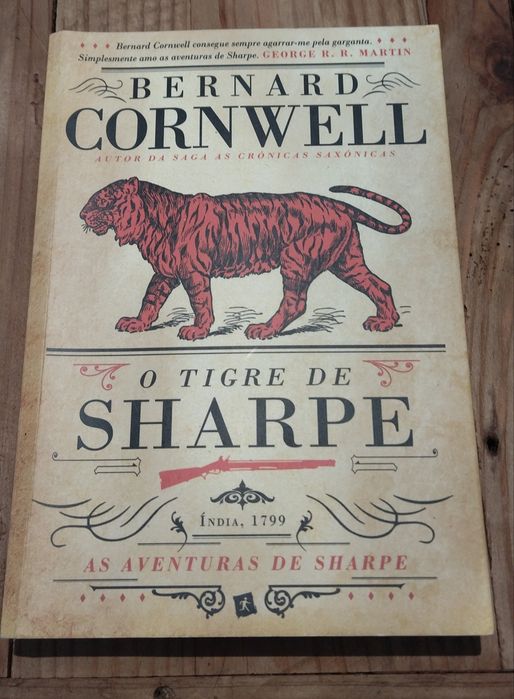 Bernard Cornwell consegue sempre agarrar-me pela garganta.
Simplesmente amo as aventuras de Sharpe. GEORGE R. R. MARTIN
BERNARD
CORNWELL
AUTOR DA SAGA AS CRÓNICAS SAXÓNICAS
O TIGRE DE
SHARPE
ÍNDIA, 1799
AS AVENTURAS DE SHARPE